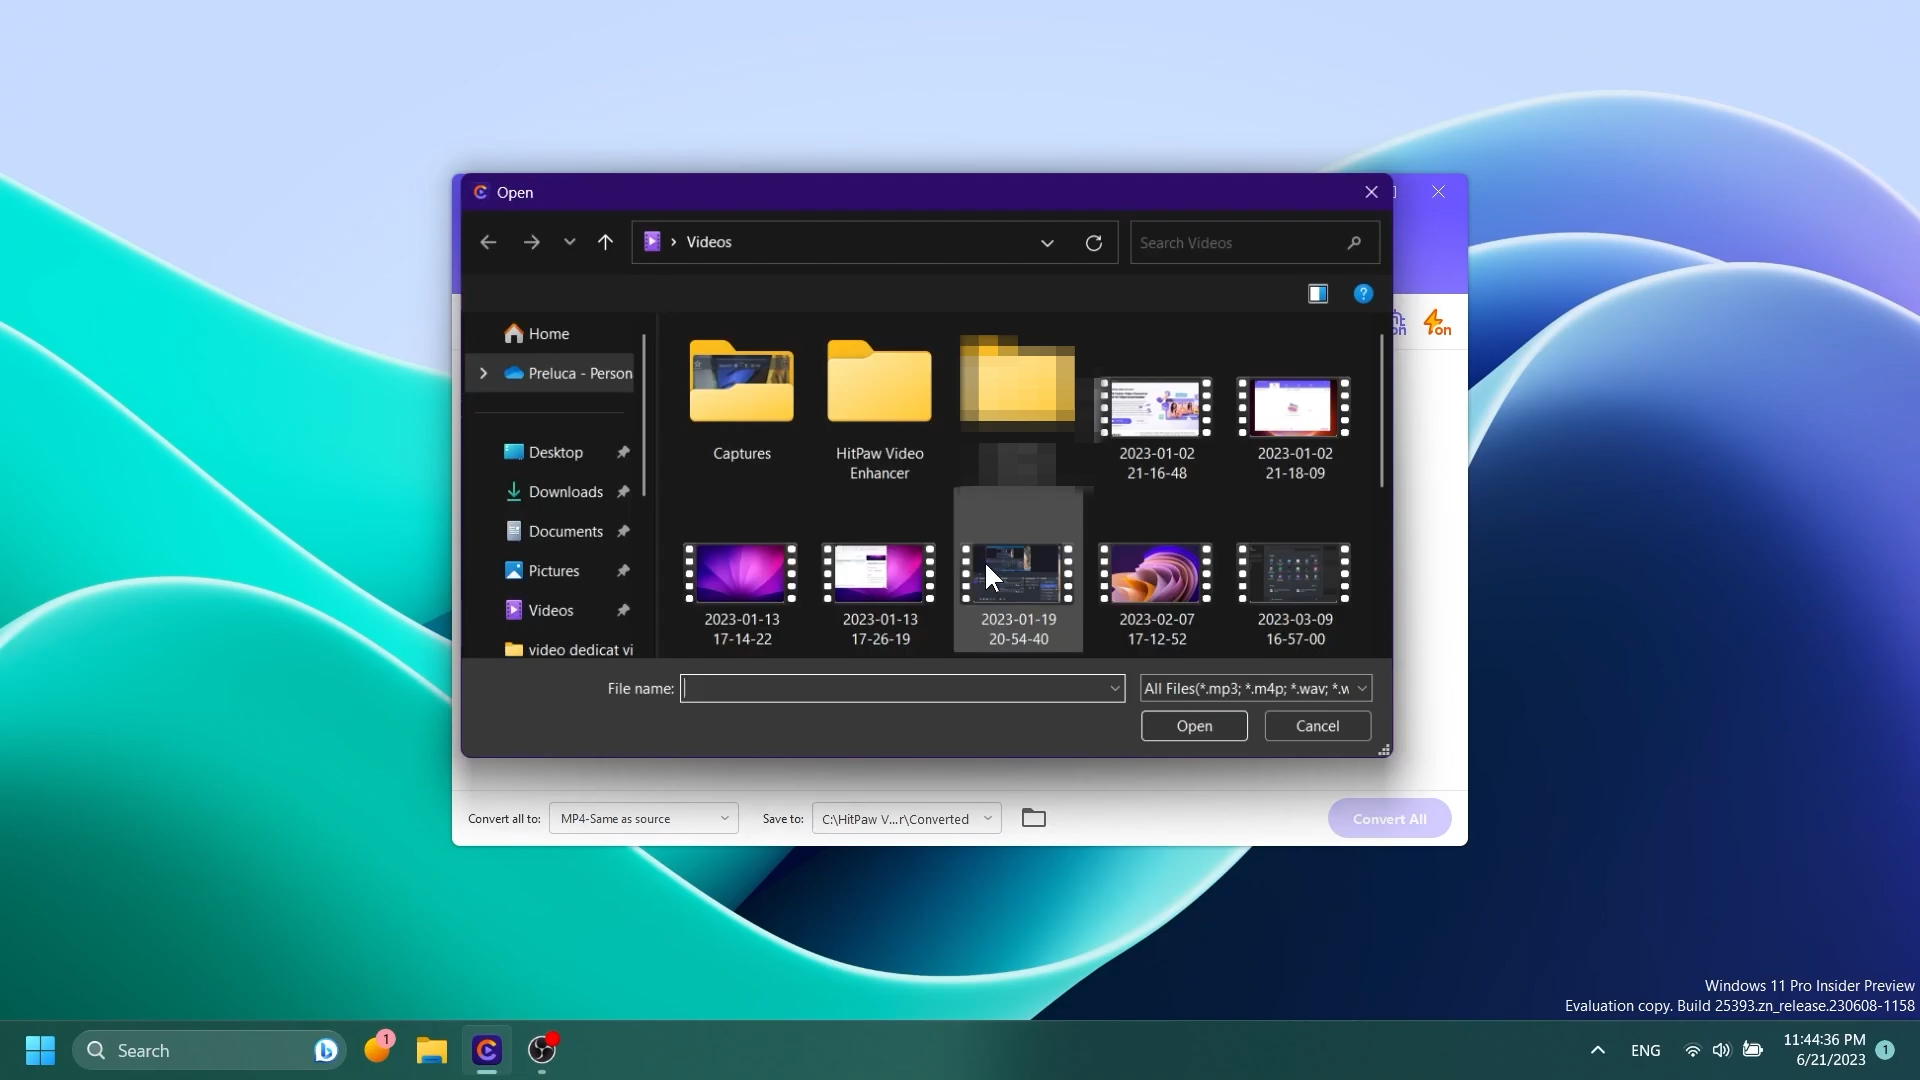 Open
Videos
Search Videos
on
on
Home
Preluca - Person
Desktop
Downloads
Documents
Pictures
Videos
video dedicat vi
Captures
HitPaw Video
Enhancer
2023-01-02
21-16-48
2023-01-02
21-18-09
2023-01-13
17-14-22
2023-01-13
17-26-19
2023-01-19
20-54-40
2023-02-07
17-12-52
2023-03-09
16-57-00
File name:
All Files(*.mp3; *.m4p; *.wav; *.w
Open
Cancel
Convert all to:
MP4-Same as source
Save to:
C:\HitPaw V...r\Converted
Convert All
Windows 11 Pro Insider Preview
Evaluation copy. Build 25393.zn_release.230608-1158
Search
1
ENG
11:44:36 PM
6/21/2023
1